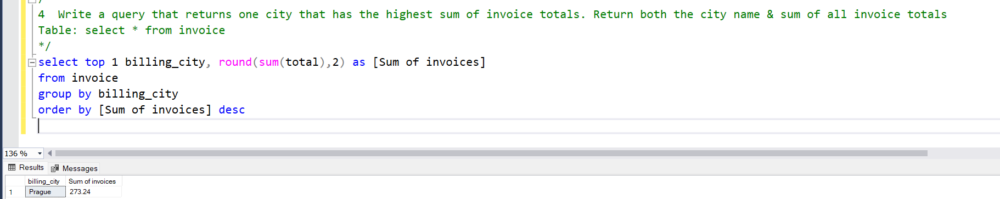 /
4  Write a query that returns one city that has the highest sum of invoice totals. Return both the city name & sum of all invoice totals
Table: select * from invoice
*/
select top 1 billing_city, round(sum(total),2) as [Sum of invoices]
from invoice
group by billing_city
order by [Sum of invoices] desc
136 %
Results Messages
billing_city Sum of invoices
1 Prague 273.24